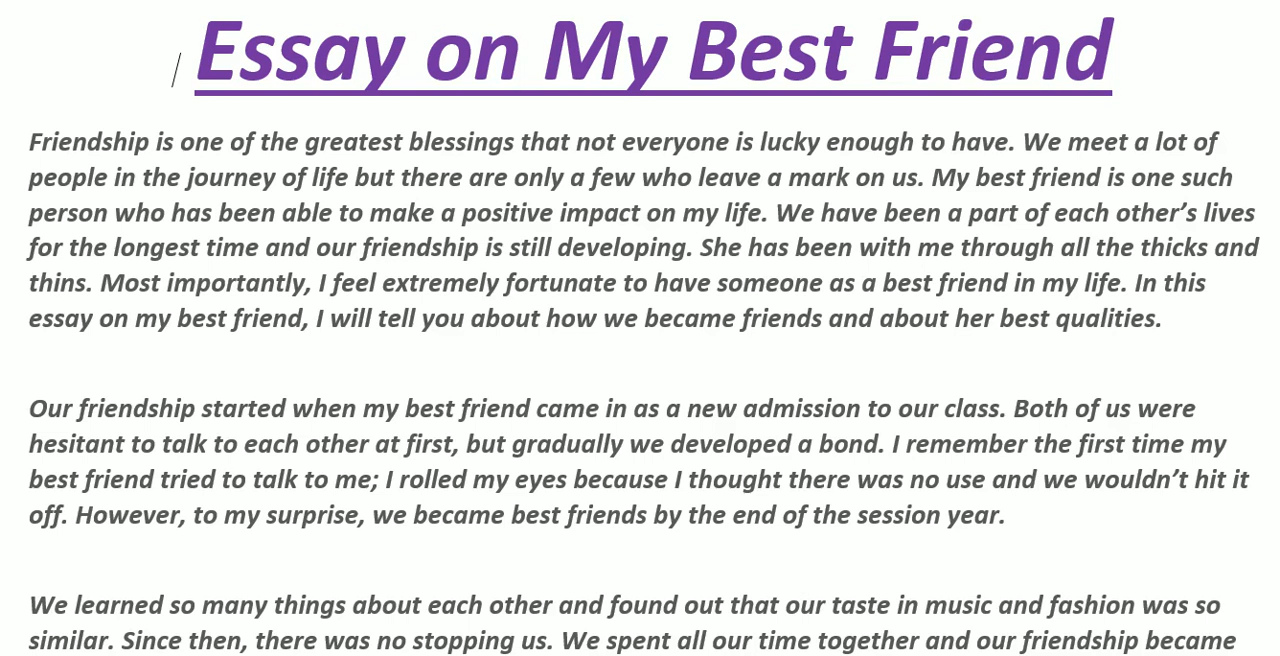 Essay on My Best Friend
Friendship is one of the greatest blessings that not everyone is lucky enough to have. We meet a lot of
people in the journey of life but there are only a few who leave a mark on us. My best friend is one such
person who has been able to make a positive impact on my life. We have been a part of each other’s lives
for the longest time and our friendship is still developing. She has been with me through all the thicks and
thins. Most importantly, I feel extremely fortunate to have someone as a best friend in my life. In this
essay on my best friend, I will tell you about how we became friends and about her best qualities.
Our friendship started when my best friend came in as a new admission to our class. Both of us were
hesitant to talk to each other at first, but gradually we developed a bond. I remember the first time my
best friend tried to talk to me; I rolled my eyes because I thought there was no use and we wouldn’t hit it
off. However, to my surprise, we became best friends by the end of the session year.
We learned so many things about each other and found out that our taste in music and fashion was so
similar. Since then, there was no stopping us. We spent all our time together and our friendship became